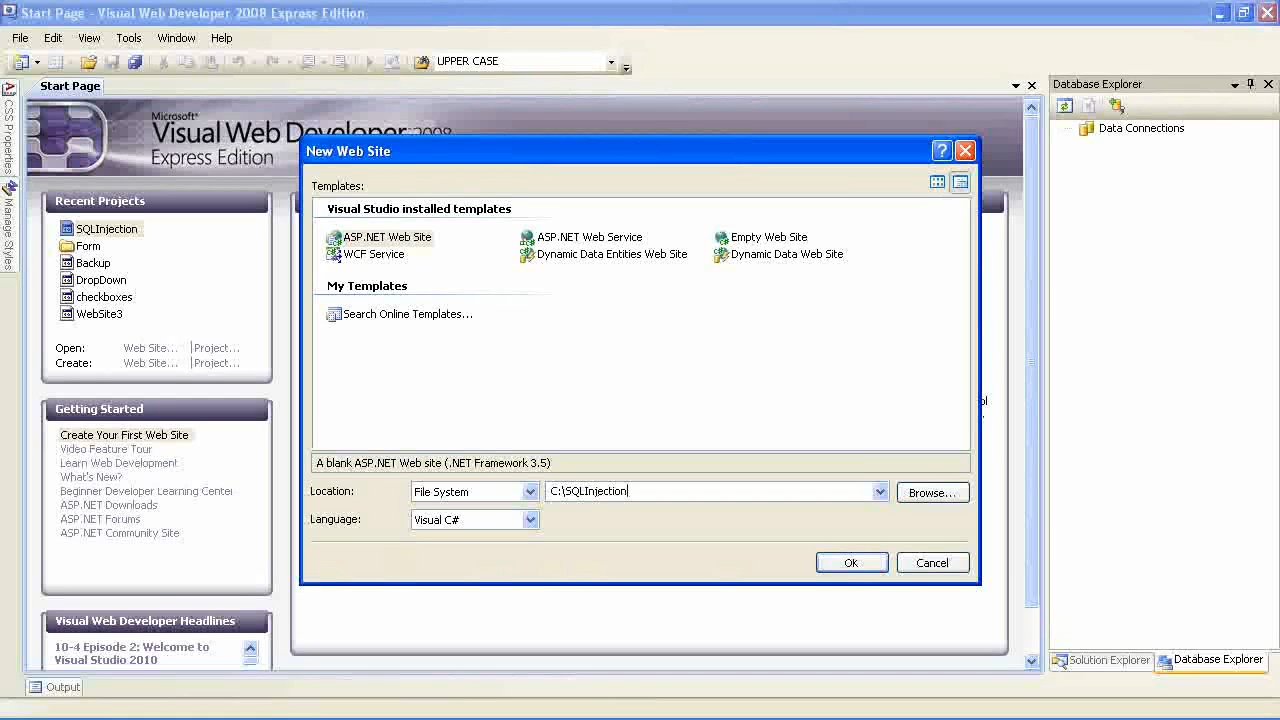 Start Page - Visual Web Developer 2008 Express Edition
File Edit View Tools Window Help
UPPER CASE
CSS Properties
Manage Styles
Start Page
Microsoft®
Visual Web Developer 2008
Express Edition
Recent Projects
SQLInjection
Form
Backup
DropDown
checkboxes
WebSite3
Open: Web Site... | Project...
Create: Web Site... | Project...
Getting Started
Create Your First Web Site
Video Feature Tour
Learn Web Development
What's New?
Beginner Developer Learning Center
ASP.NET Downloads
ASP.NET Forums
ASP.NET Community Site
Visual Web Developer Headlines
10-4 Episode 2: Welcome to
Visual Studio 2010
New Web Site
Templates:
Visual Studio installed templates
ASP.NET Web Site
ASP.NET Web Service
Empty Web Site
WCF Service
Dynamic Data Entities Web Site
Dynamic Data Web Site
My Templates
Search Online Templates...
A blank ASP.NET Web site (.NET Framework 3.5)
Location: File System C:\SQLInjection Browse...
Language: Visual C#
OK Cancel
Database Explorer
Data Connections
Solution Explorer
Database Explorer
Output